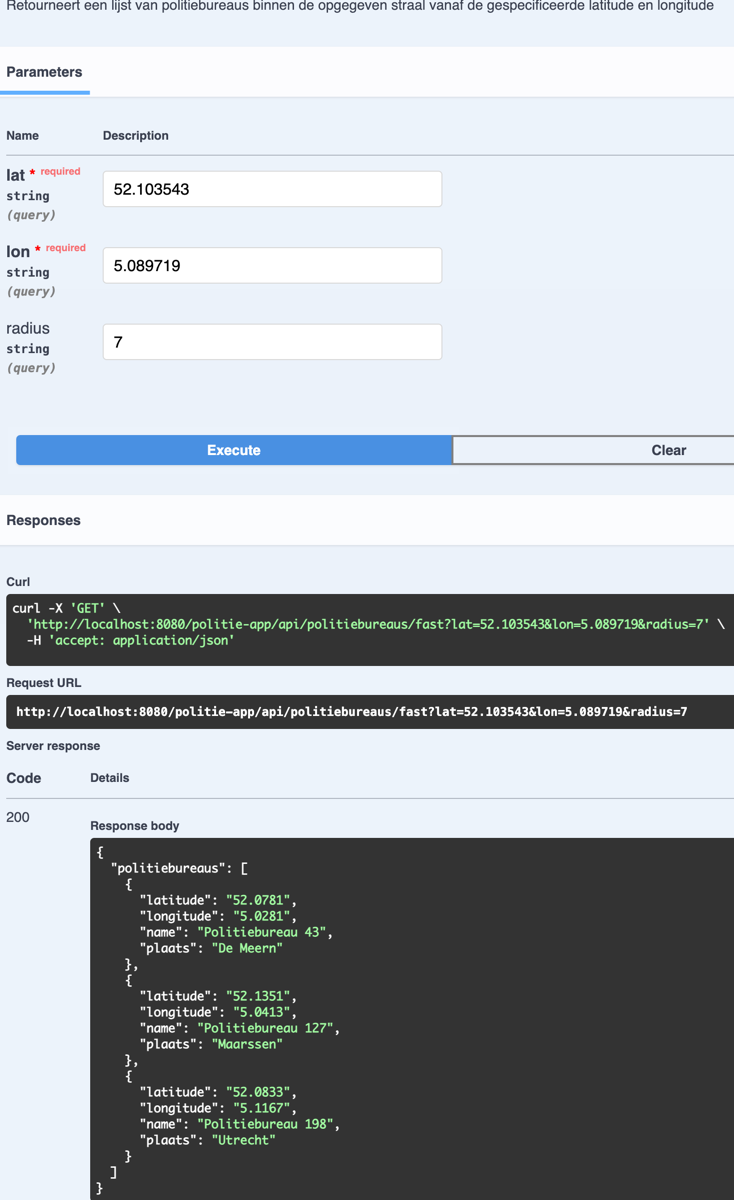 Retourneert een lijst van politiebureaus binnen de opgegeven straal vanaf de gespecificeerde latitude en longitude
Parameters
Name Description
lat * required
string
(query)
52.103543
lon * required
string
(query)
5.089719
radius
string
(query)
7
Execute Clear
Responses
Curl
curl -X 'GET' \
'http://localhost:8080/politie-app/api/politiebureaus/fast?lat=52.103543&lon=5.089719&radius=7' \
-H 'accept: application/json'
Request URL
http://localhost:8080/politie-app/api/politiebureaus/fast?lat=52.103543&lon=5.089719&radius=7
Server response
Code Details
200
Response body
{
"politiebureaus": [
{
"latitude": "52.0781",
"longitude": "5.0281",
"name": "Politiebureau 43",
"plaats": "De Meern"
},
{
"latitude": "52.1351",
"longitude": "5.0413",
"name": "Politiebureau 127",
"plaats": "Maarssen"
},
{
"latitude": "52.0833",
"longitude": "5.1167",
"name": "Politiebureau 198",
"plaats": "Utrecht"
}
]
}